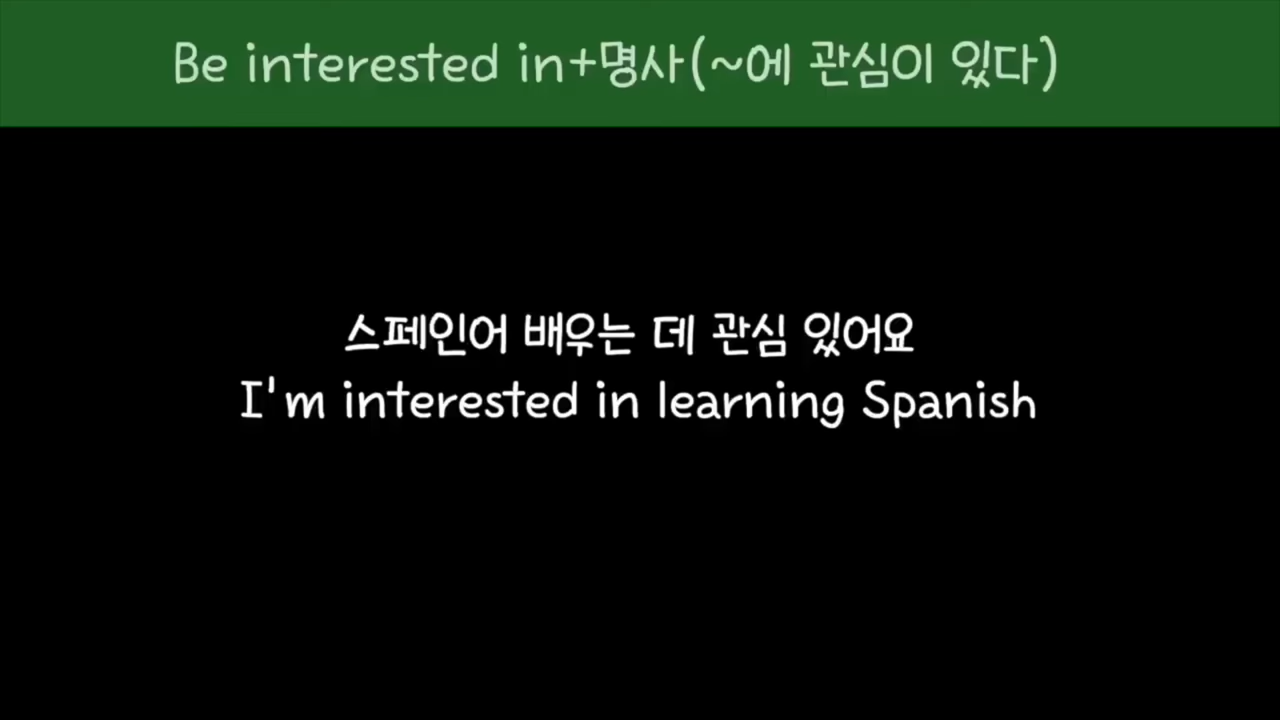 Be interested in+명사(~에 관심이 있다)
스페인어 배우는 데 관심 있어요
I'm interested in learning Spanish